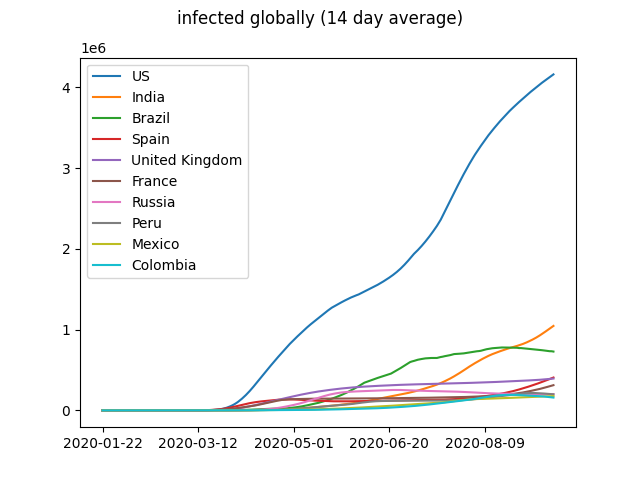 infected globally (14 day average)
1e6
4
3
2
1
0
US
India
Brazil
Spain
United Kingdom
France
Russia
Peru
Mexico
Colombia
2020-01-22 2020-03-12 2020-05-01 2020-06-20 2020-08-09